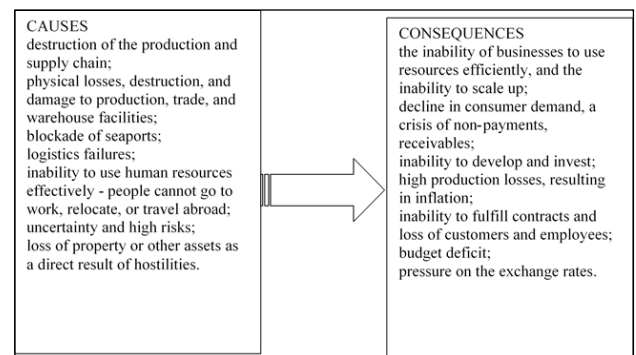 CAUSES
destruction of the production and
supply chain;
physical losses, destruction, and
damage to production, trade, and
warehouse facilities;
blockade of seaports;
logistics failures;
inability to use human resources
effectively - people cannot go to
work, relocate, or travel abroad;
uncertainty and high risks;
loss of property or other assets as
a direct result of hostilities.
CONSEQUENCES
the inability of businesses to use
resources efficiently, and the
inability to scale up;
decline in consumer demand, a
crisis of non-payments,
receivables;
inability to develop and invest;
high production losses, resulting
in inflation;
inability to fulfill contracts and
loss of customers and employees;
budget deficit;
pressure on the exchange rates.